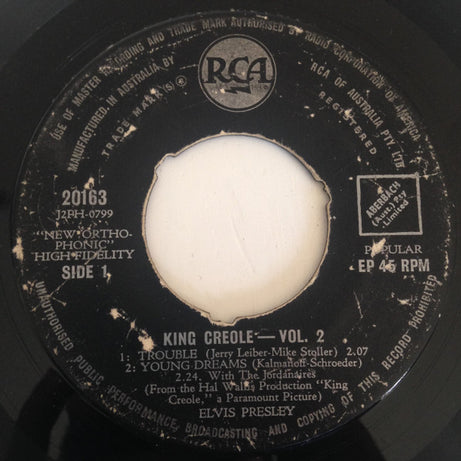 USE OF MASTER RECORDING AND TRADE MARK AUTHORISED BY RADIO CORPORATION OF AMERICA
MANUFACTURED IN AUSTRALIA BY RCA OF AUSTRALIA PTY LTD
TRADE MARK(S) REGISTERED
RCA
20163
J2PH-0799
"NEW ORTHO-
PHONIC"
HIGH FIDELITY
SIDE 1
ABERBACH
(Aust.) Pty
Limited
POPULAR
EP 45 RPM
KING CREOLE—VOL. 2
1: TROUBLE (Jerry Leiber-Mike Stoller) 2.07
2: YOUNG DREAMS (Kalmanoff-Schroeder)
2.24. With The Jordanaires
(From the Hal Wallis Production "King
Creole," a Paramount Picture)
ELVIS PRESLEY
UNAUTHORISED PUBLIC PERFORMANCE, BROADCASTING AND COPYING OF THIS RECORD PROHIBITED